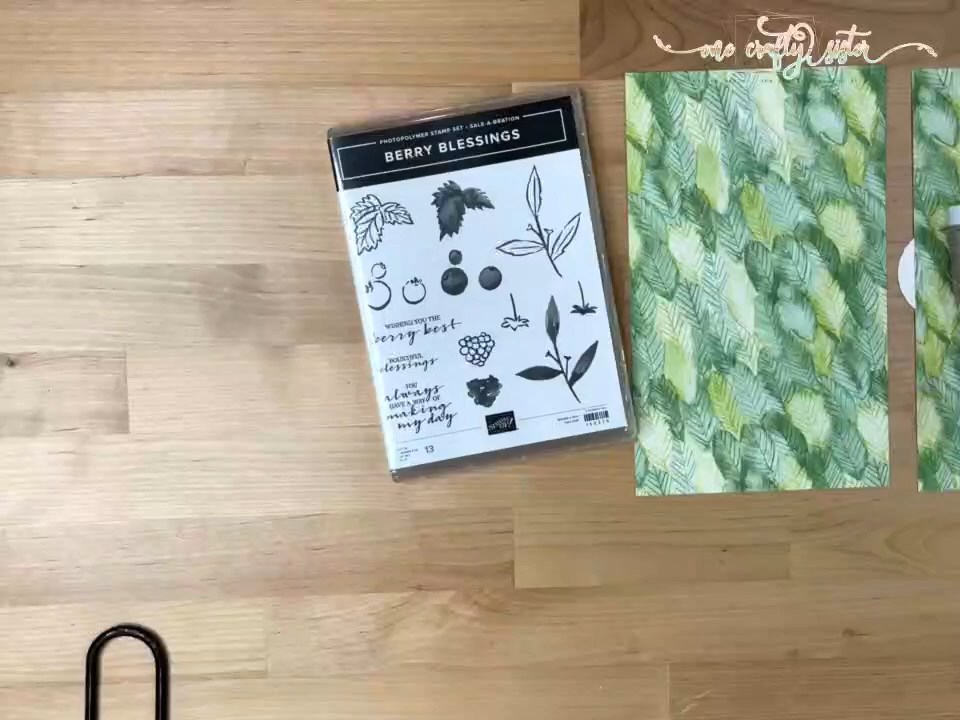 one crafty sister
PHOTOPOLYMER STAMP SET • SALE-A-BRATION
BERRY BLESSINGS
WISHING YOU THE
berry best
BOUNTIFUL
blessings
YOU
always
HAVE A WAY OF
making
my day
13